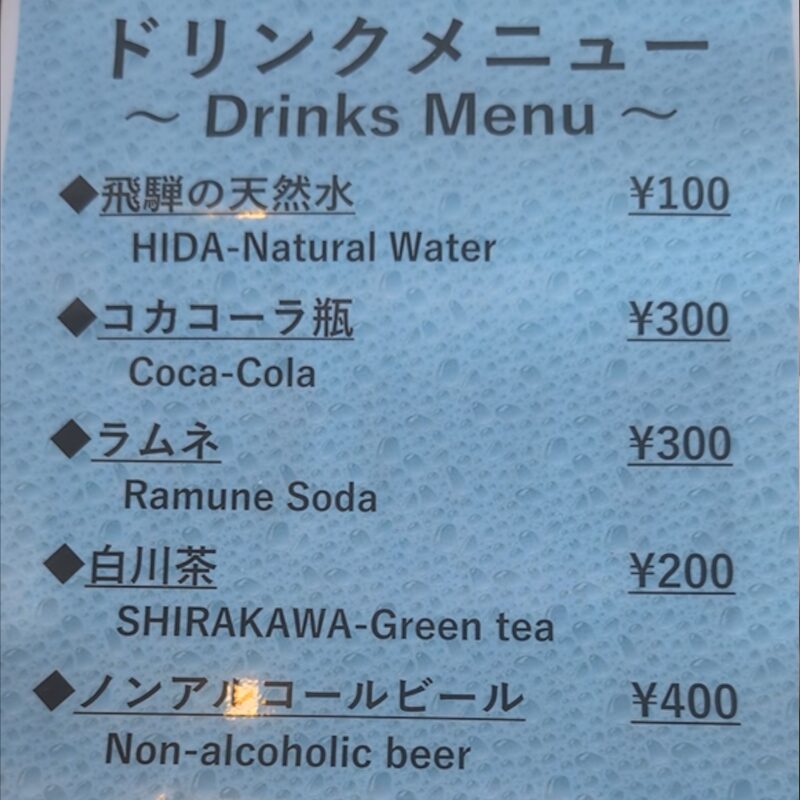 ドリンクメニュー
～ Drinks Menu ～
◆飛騨の天然水 ¥100
HIDA-Natural Water
◆コカコーラ瓶 ¥300
Coca-Cola
◆ラムネ ¥300
Ramune Soda
◆白川茶 ¥200
SHIRAKAWA-Green tea
◆ノンアルコールビール ¥400
Non-alcoholic beer